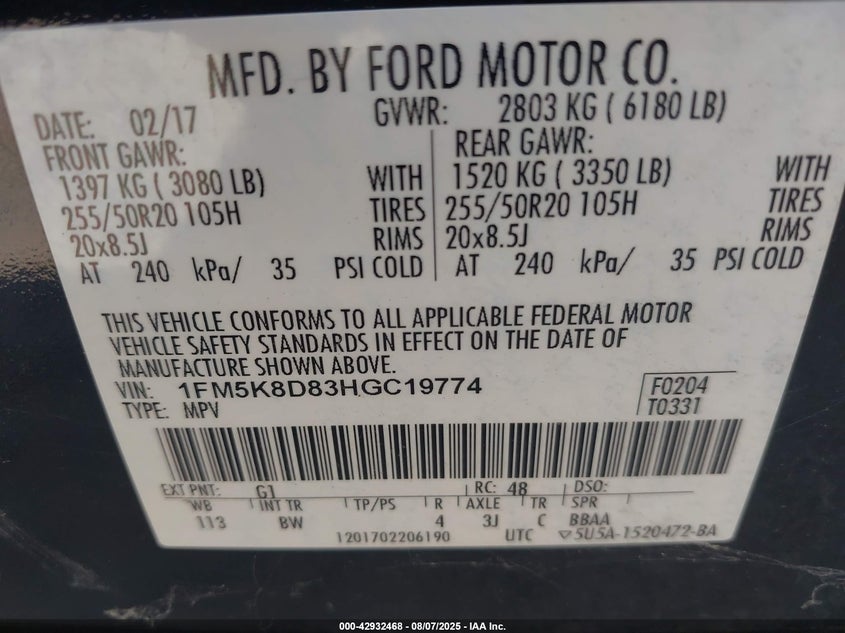 MFD. BY FORD MOTOR CO.
DATE: 02/17 GVWR: 2803 KG ( 6180 LB)
FRONT GAWR: REAR GAWR:
1397 KG ( 3080 LB) WITH 1520 KG ( 3350 LB) WITH
255/50R20 105H TIRES 255/50R20 105H TIRES
20x8.5J RIMS 20x8.5J RIMS
AT 240 kPa/ 35 PSI COLD AT 240 kPa/ 35 PSI COLD
THIS VEHICLE CONFORMS TO ALL APPLICABLE FEDERAL MOTOR
VEHICLE SAFETY STANDARDS IN EFFECT ON THE DATE OF
MANUFACTURE SHOWN ABOVE.
VIN: 1FM5K8D83HGC19774 F0204
TYPE: MPV T0331
EXT PNT: G1 RC: 48 DSO:
WB INT TR TP/PS R AXLE TR SPR
113 BW 4 3J C BBAA
1201702206190 UTC ▽5U5A-1520472-BA
000-42932468 - 08/07/2025 - IAA Inc.